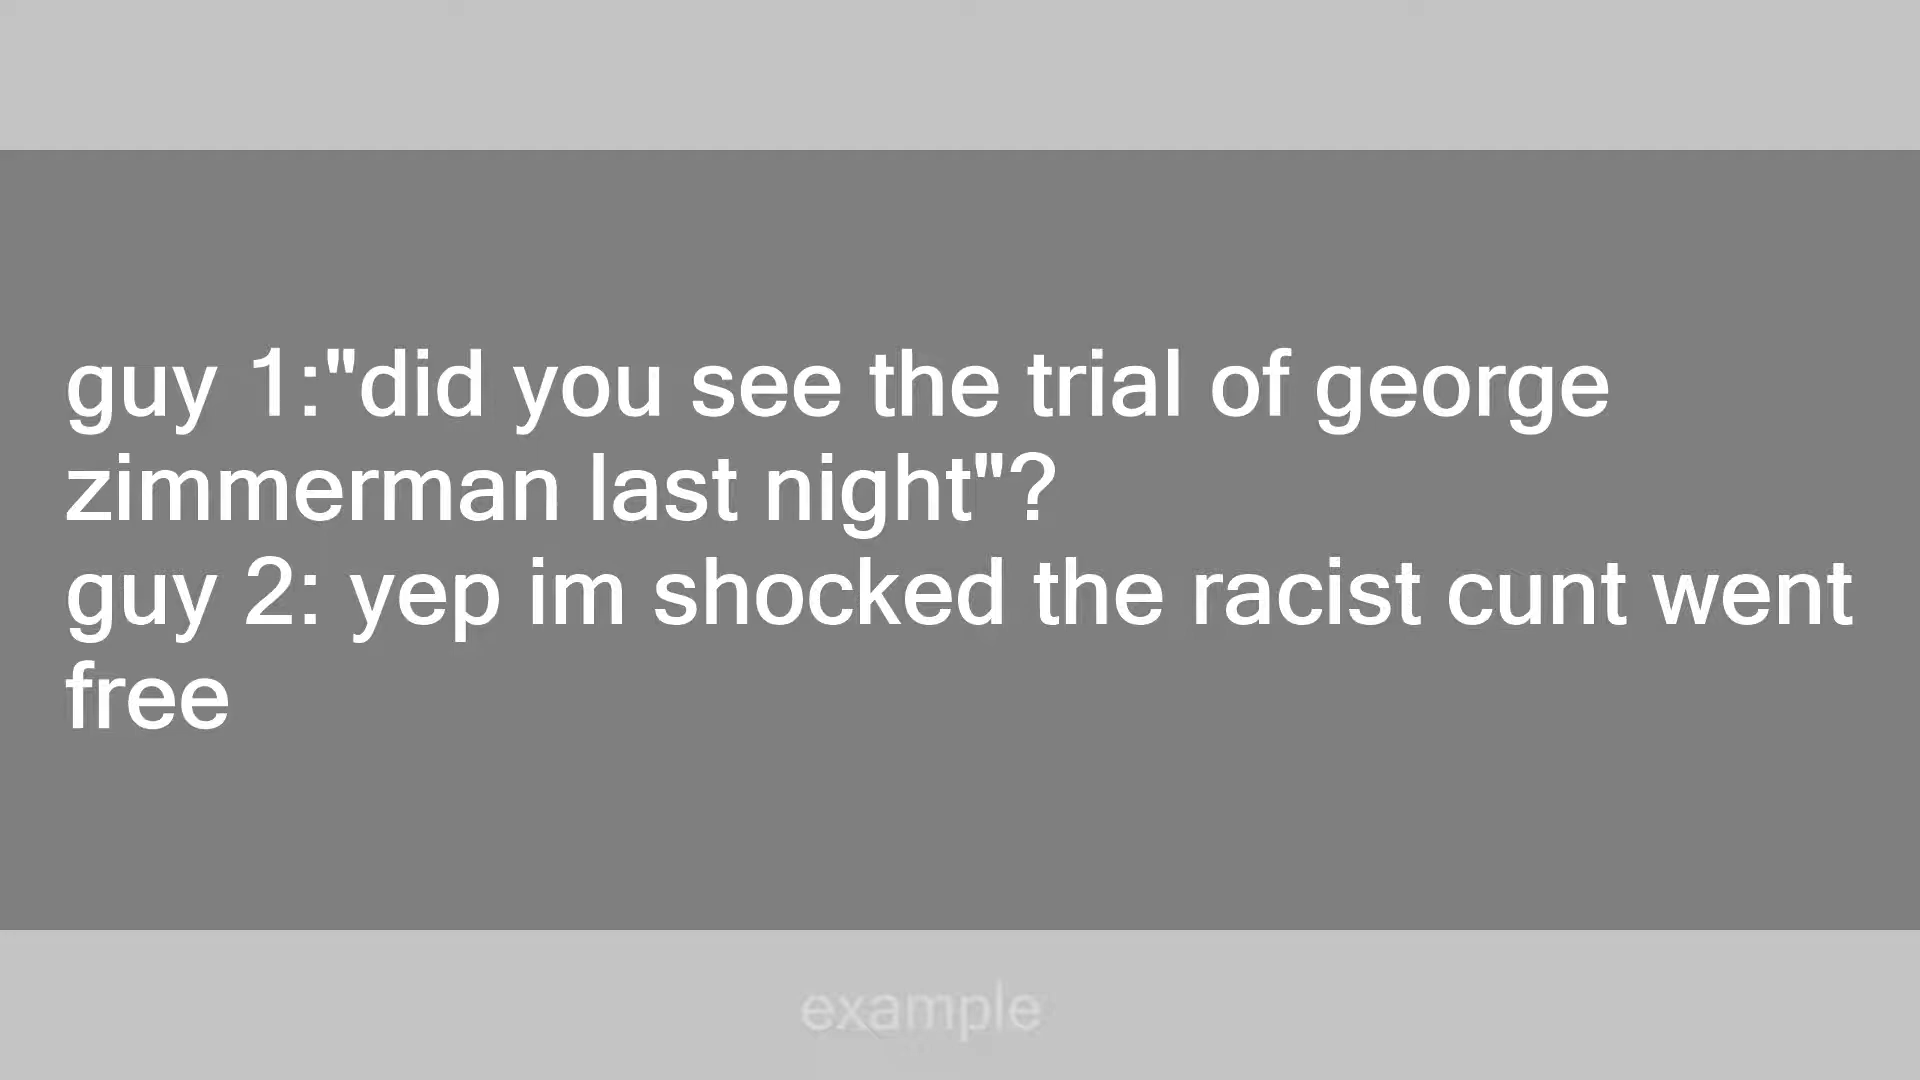 guy 1:"did you see the trial of george
zimmerman last night"?
guy 2: yep im shocked the racist cunt went
free
example